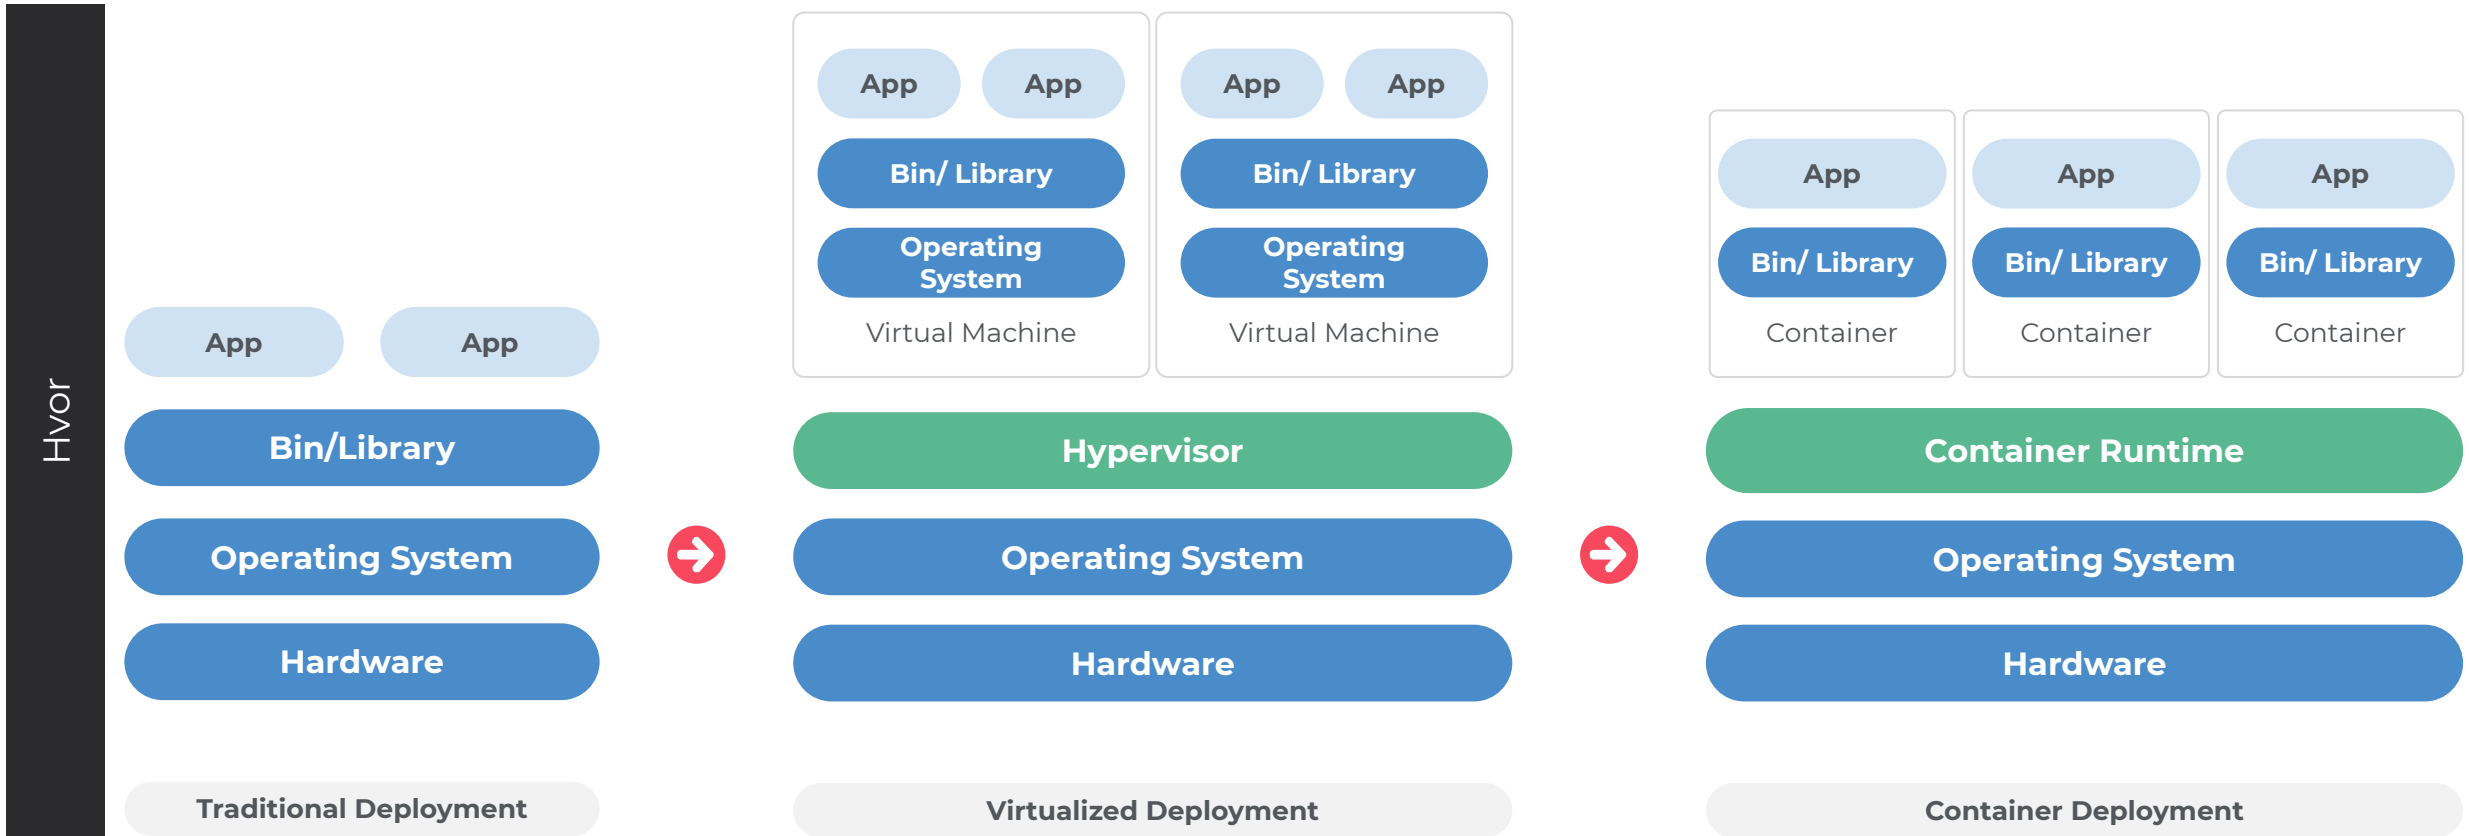 Hvor
App
App
Bin/Library
Operating System
Hardware
Traditional Deployment
App
App
Bin/ Library
Operating
System
Virtual Machine
App
App
Bin/ Library
Operating
System
Virtual Machine
Hypervisor
Operating System
Hardware
Virtualized Deployment
App
Bin/ Library
Container
App
Bin/ Library
Container
App
Bin/ Library
Container
Container Runtime
Operating System
Hardware
Container Deployment